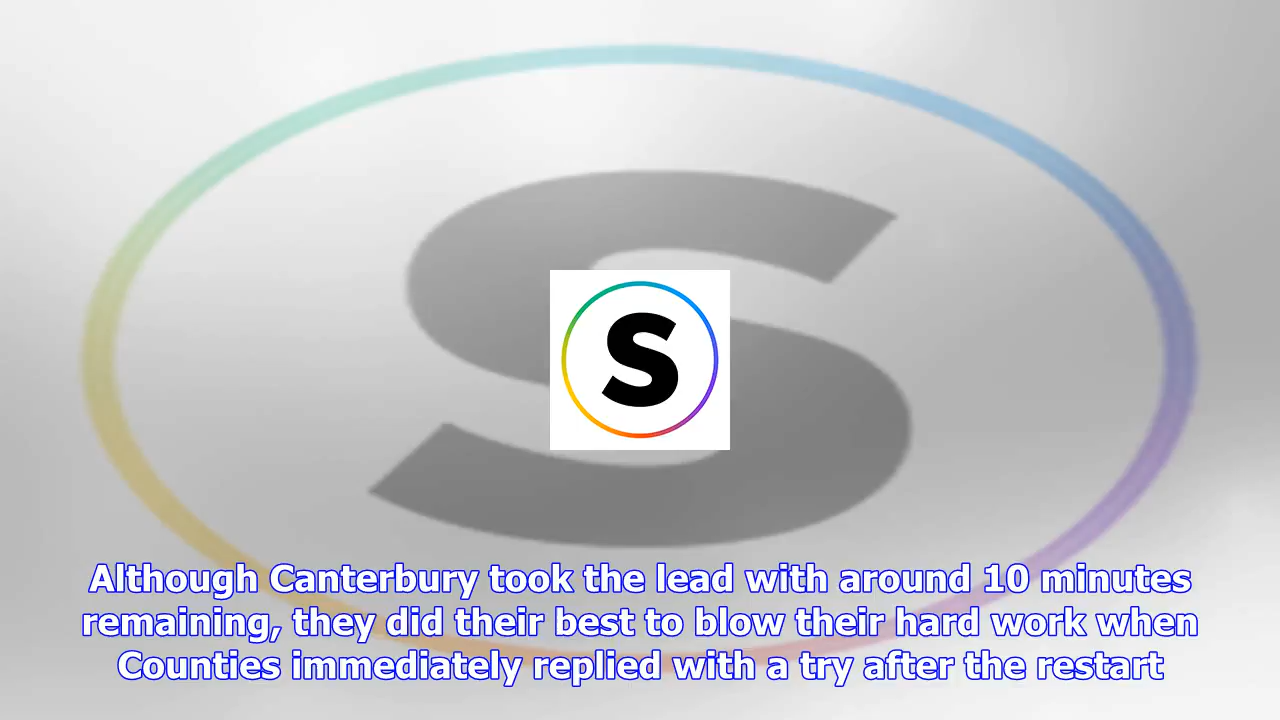 S
S
Although Canterbury took the lead with around 10 minutes
remaining, they did their best to blow their hard work when
Counties immediately replied with a try after the restart